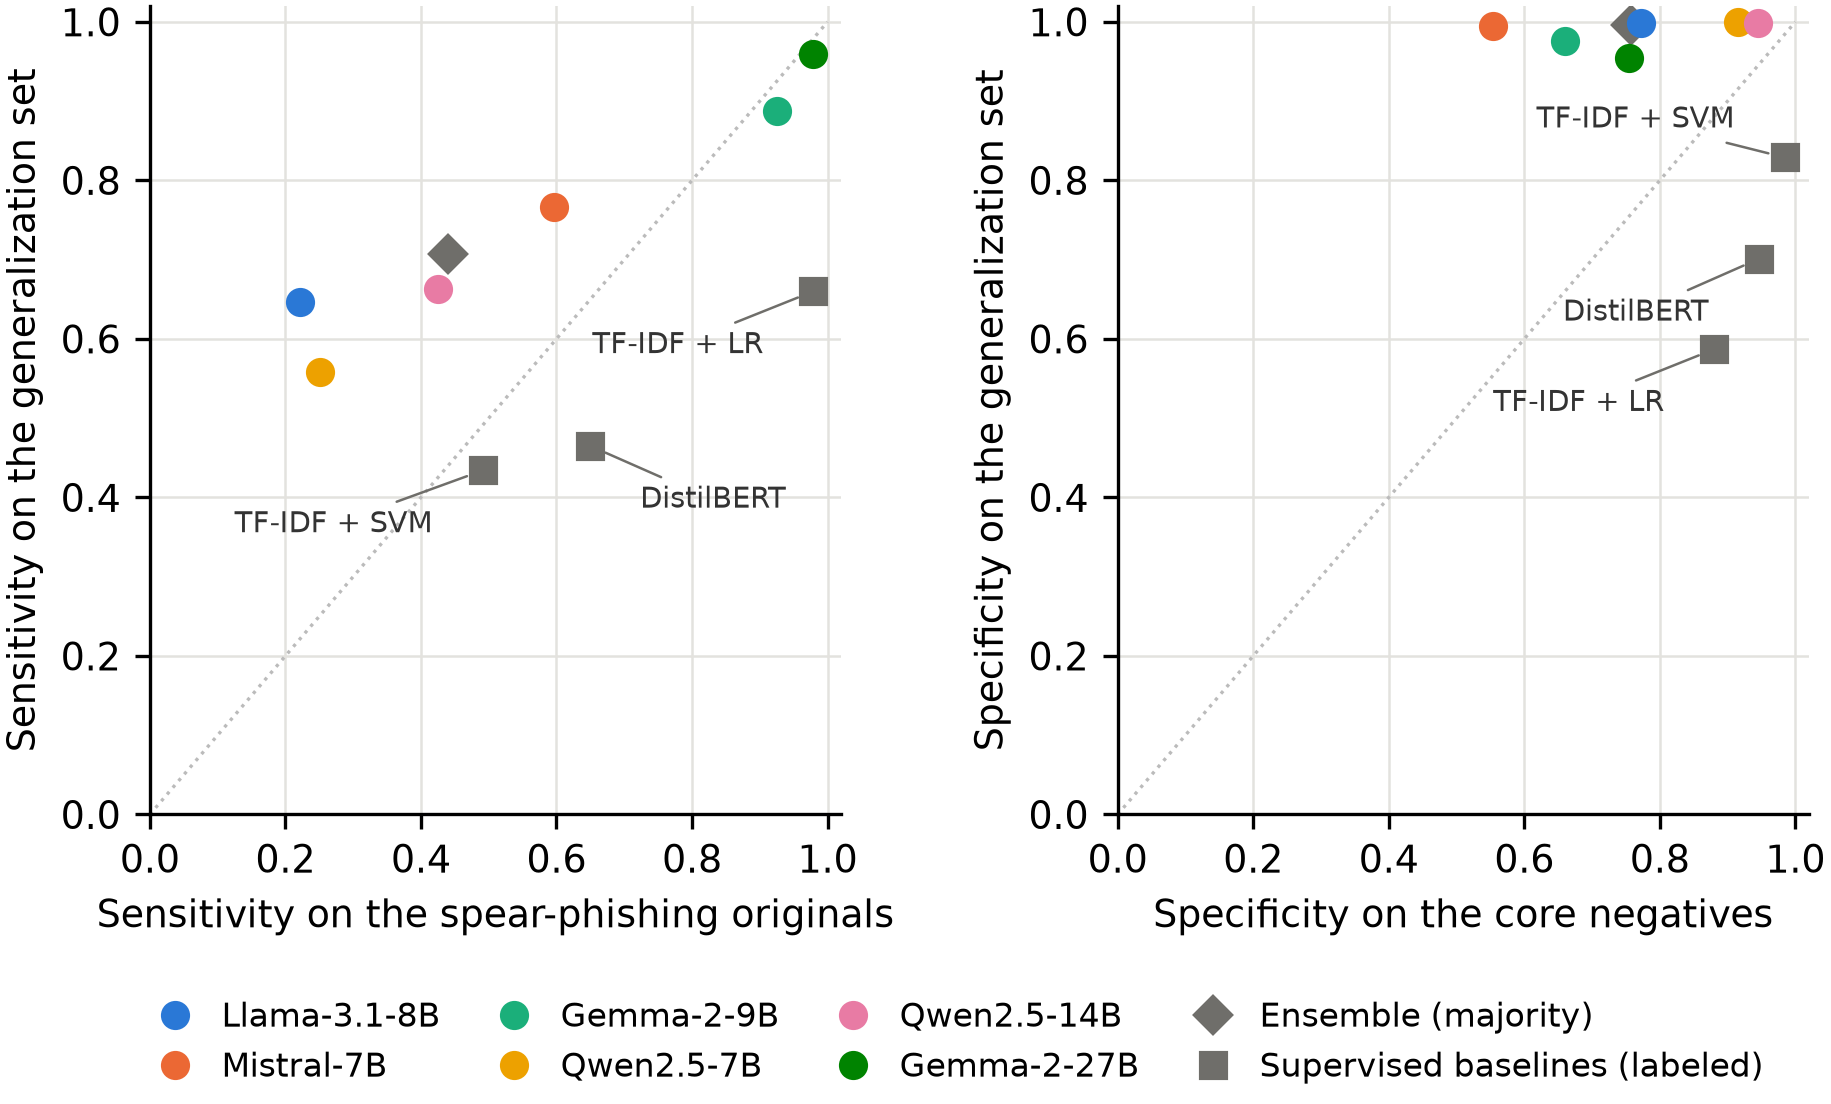 Sensitivity on the generalization set
1.0
0.8
0.6
0.4
0.2
0.0
TF-IDF + LR
DistilBERT
TF-IDF + SVM
0.0 0.2 0.4 0.6 0.8 1.0
Sensitivity on the spear-phishing originals
Specificity on the generalization set
1.0
0.8
0.6
0.4
0.2
0.0
TF-IDF + SVM
DistilBERT
TF-IDF + LR
0.0 0.2 0.4 0.6 0.8 1.0
Specificity on the core negatives
Llama-3.1-8B Gemma-2-9B Qwen2.5-14B Ensemble (majority)
Mistral-7B Qwen2.5-7B Gemma-2-27B Supervised baselines (labeled)